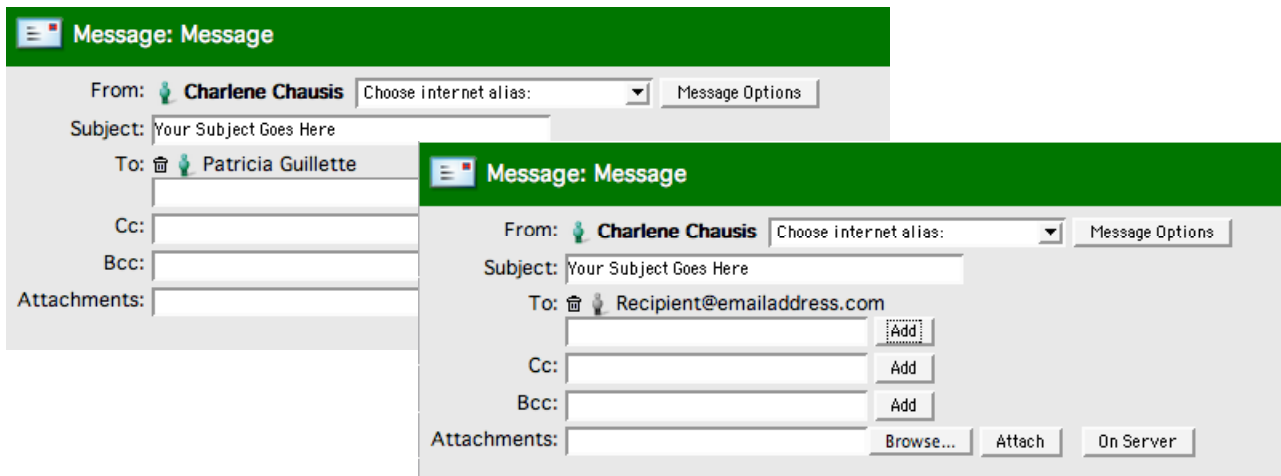 Message: Message
From: Charlene Chausis Choose internet alias: Message Options
Subject: Your Subject Goes Here
To: Patricia Guillette
Cc:
Bcc:
Attachments:
Message: Message
From: Charlene Chausis Choose internet alias: Message Options
Subject: Your Subject Goes Here
To: Recipient@emailaddress.com
Add
Cc: Add
Bcc: Add
Attachments: Browse... Attach On Server